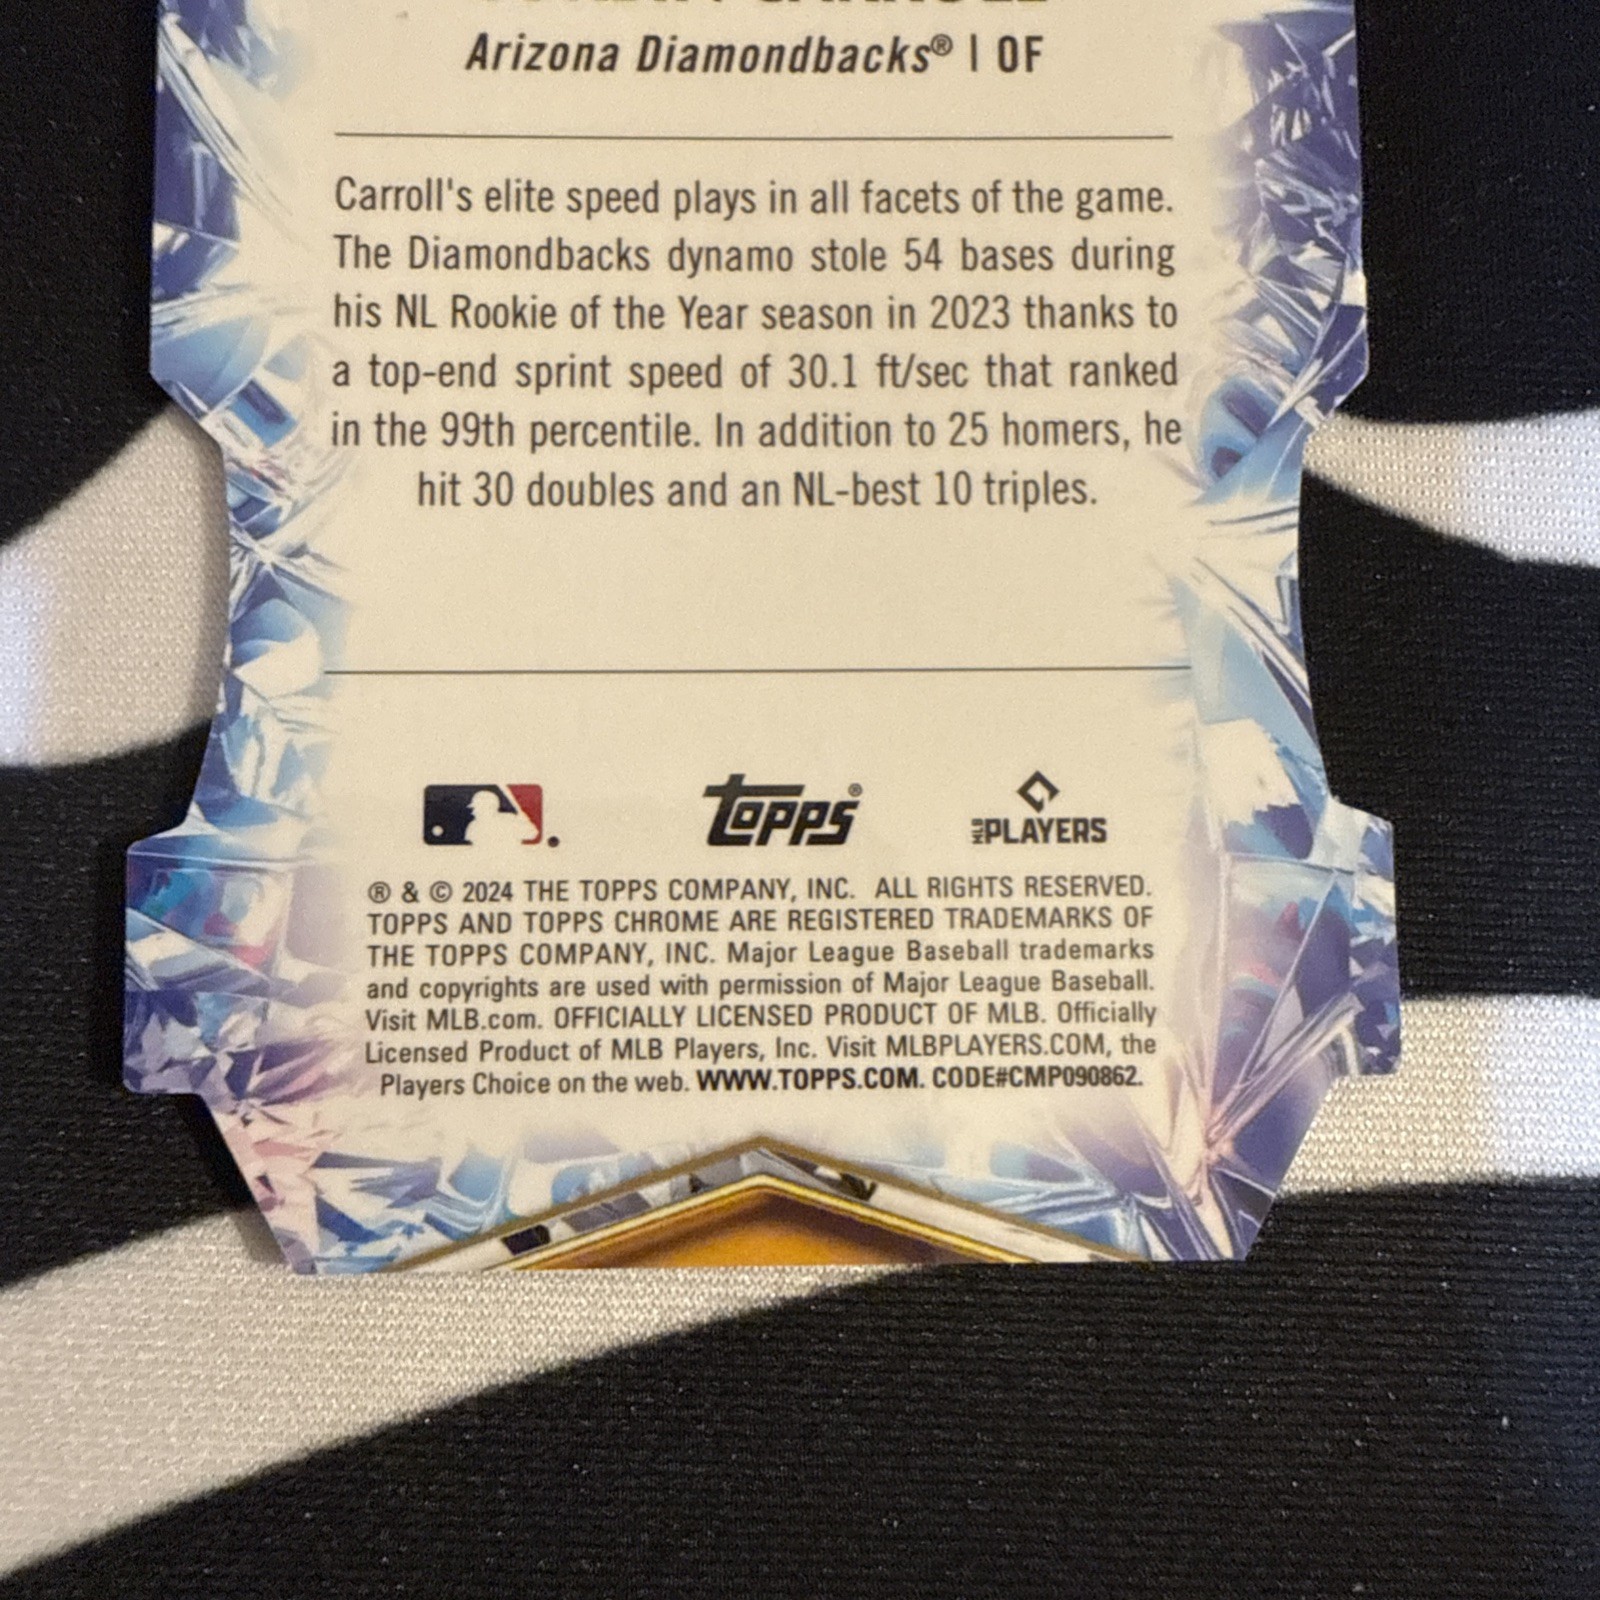 Arizona Diamondbacks® | OF
Carroll's elite speed plays in all facets of the game.
The Diamondbacks dynamo stole 54 bases during
his NL Rookie of the Year season in 2023 thanks to
a top-end sprint speed of 30.1 ft/sec that ranked
in the 99th percentile. In addition to 25 homers, he
hit 30 doubles and an NL-best 10 triples.
Topps® MLB PLAYERS
® & © 2024 THE TOPPS COMPANY, INC. ALL RIGHTS RESERVED.
TOPPS AND TOPPS CHROME ARE REGISTERED TRADEMARKS OF
THE TOPPS COMPANY, INC. Major League Baseball trademarks
and copyrights are used with permission of Major League Baseball.
Visit MLB.com. OFFICIALLY LICENSED PRODUCT OF MLB. Officially
Licensed Product of MLB Players, Inc. Visit MLBPLAYERS.COM, the
Players Choice on the web. WWW.TOPPS.COM. CODE#CMP090862.